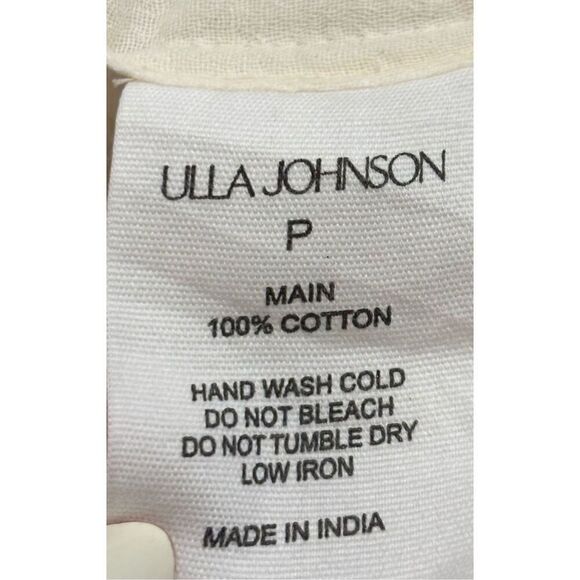 ULLA JOHNSON
P
MAIN
100% COTTON
HAND WASH COLD
DO NOT BLEACH
DO NOT TUMBLE DRY
LOW IRON
MADE IN INDIA